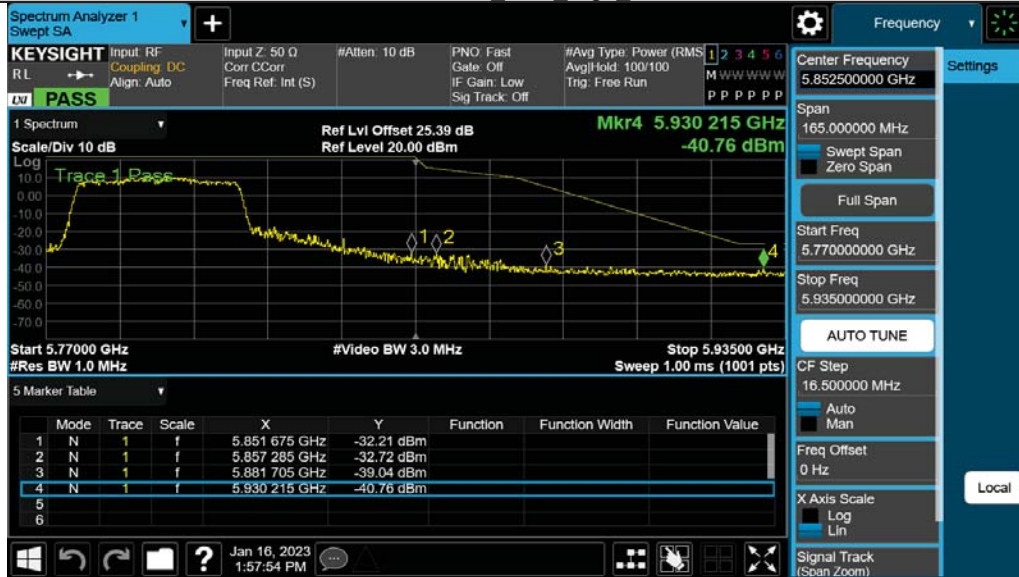 Spectrum Analyzer 1
Swept SA
Frequency
KEYSIGHT Input: RF Input Z: 50 Ω #Atten: 10 dB PNO: Fast #Avg Type: Power (RMS 1 2 3 4 5 6
RL Coupling: DC Corr CCorr Gate: Off Avg|Hold: 100/100 M W W W W W
Align: Auto Freq Ref: Int (S) IF Gain: Low Trig: Free Run
LXI PASS Sig Track: Off P P P P P P
1 Spectrum
Ref Lvl Offset 25.39 dB Mkr4 5.930 215 GHz
Scale/Div 10 dB Ref Level 20.00 dBm -40.76 dBm
Log
Trace 1 Pass
10.0
0.00
-10.0
-20.0
-30.0
-40.0
-50.0
-60.0
-70.0
1 2 3 4
Start 5.77000 GHz #Video BW 3.0 MHz Stop 5.93500 GHz
#Res BW 1.0 MHz Sweep 1.00 ms (1001 pts)
5 Marker Table
Mode Trace Scale X Y Function Function Width Function Value
1 N 1 f 5.851 675 GHz -32.21 dBm
2 N 1 f 5.857 285 GHz -32.72 dBm
3 N 1 f 5.881 705 GHz -39.04 dBm
4 N 1 f 5.930 215 GHz -40.76 dBm
5
6
? Jan 16, 2023
1:57:54 PM
Center Frequency
5.852500000 GHz
Span
165.000000 MHz
Swept Span
Zero Span
Full Span
Start Freq
5.770000000 GHz
Stop Freq
5.935000000 GHz
AUTO TUNE
CF Step
16.500000 MHz
Auto
Man
Freq Offset
0 Hz
X Axis Scale
Log
Lin
Signal Track
(Span Zoom)
Settings
Local